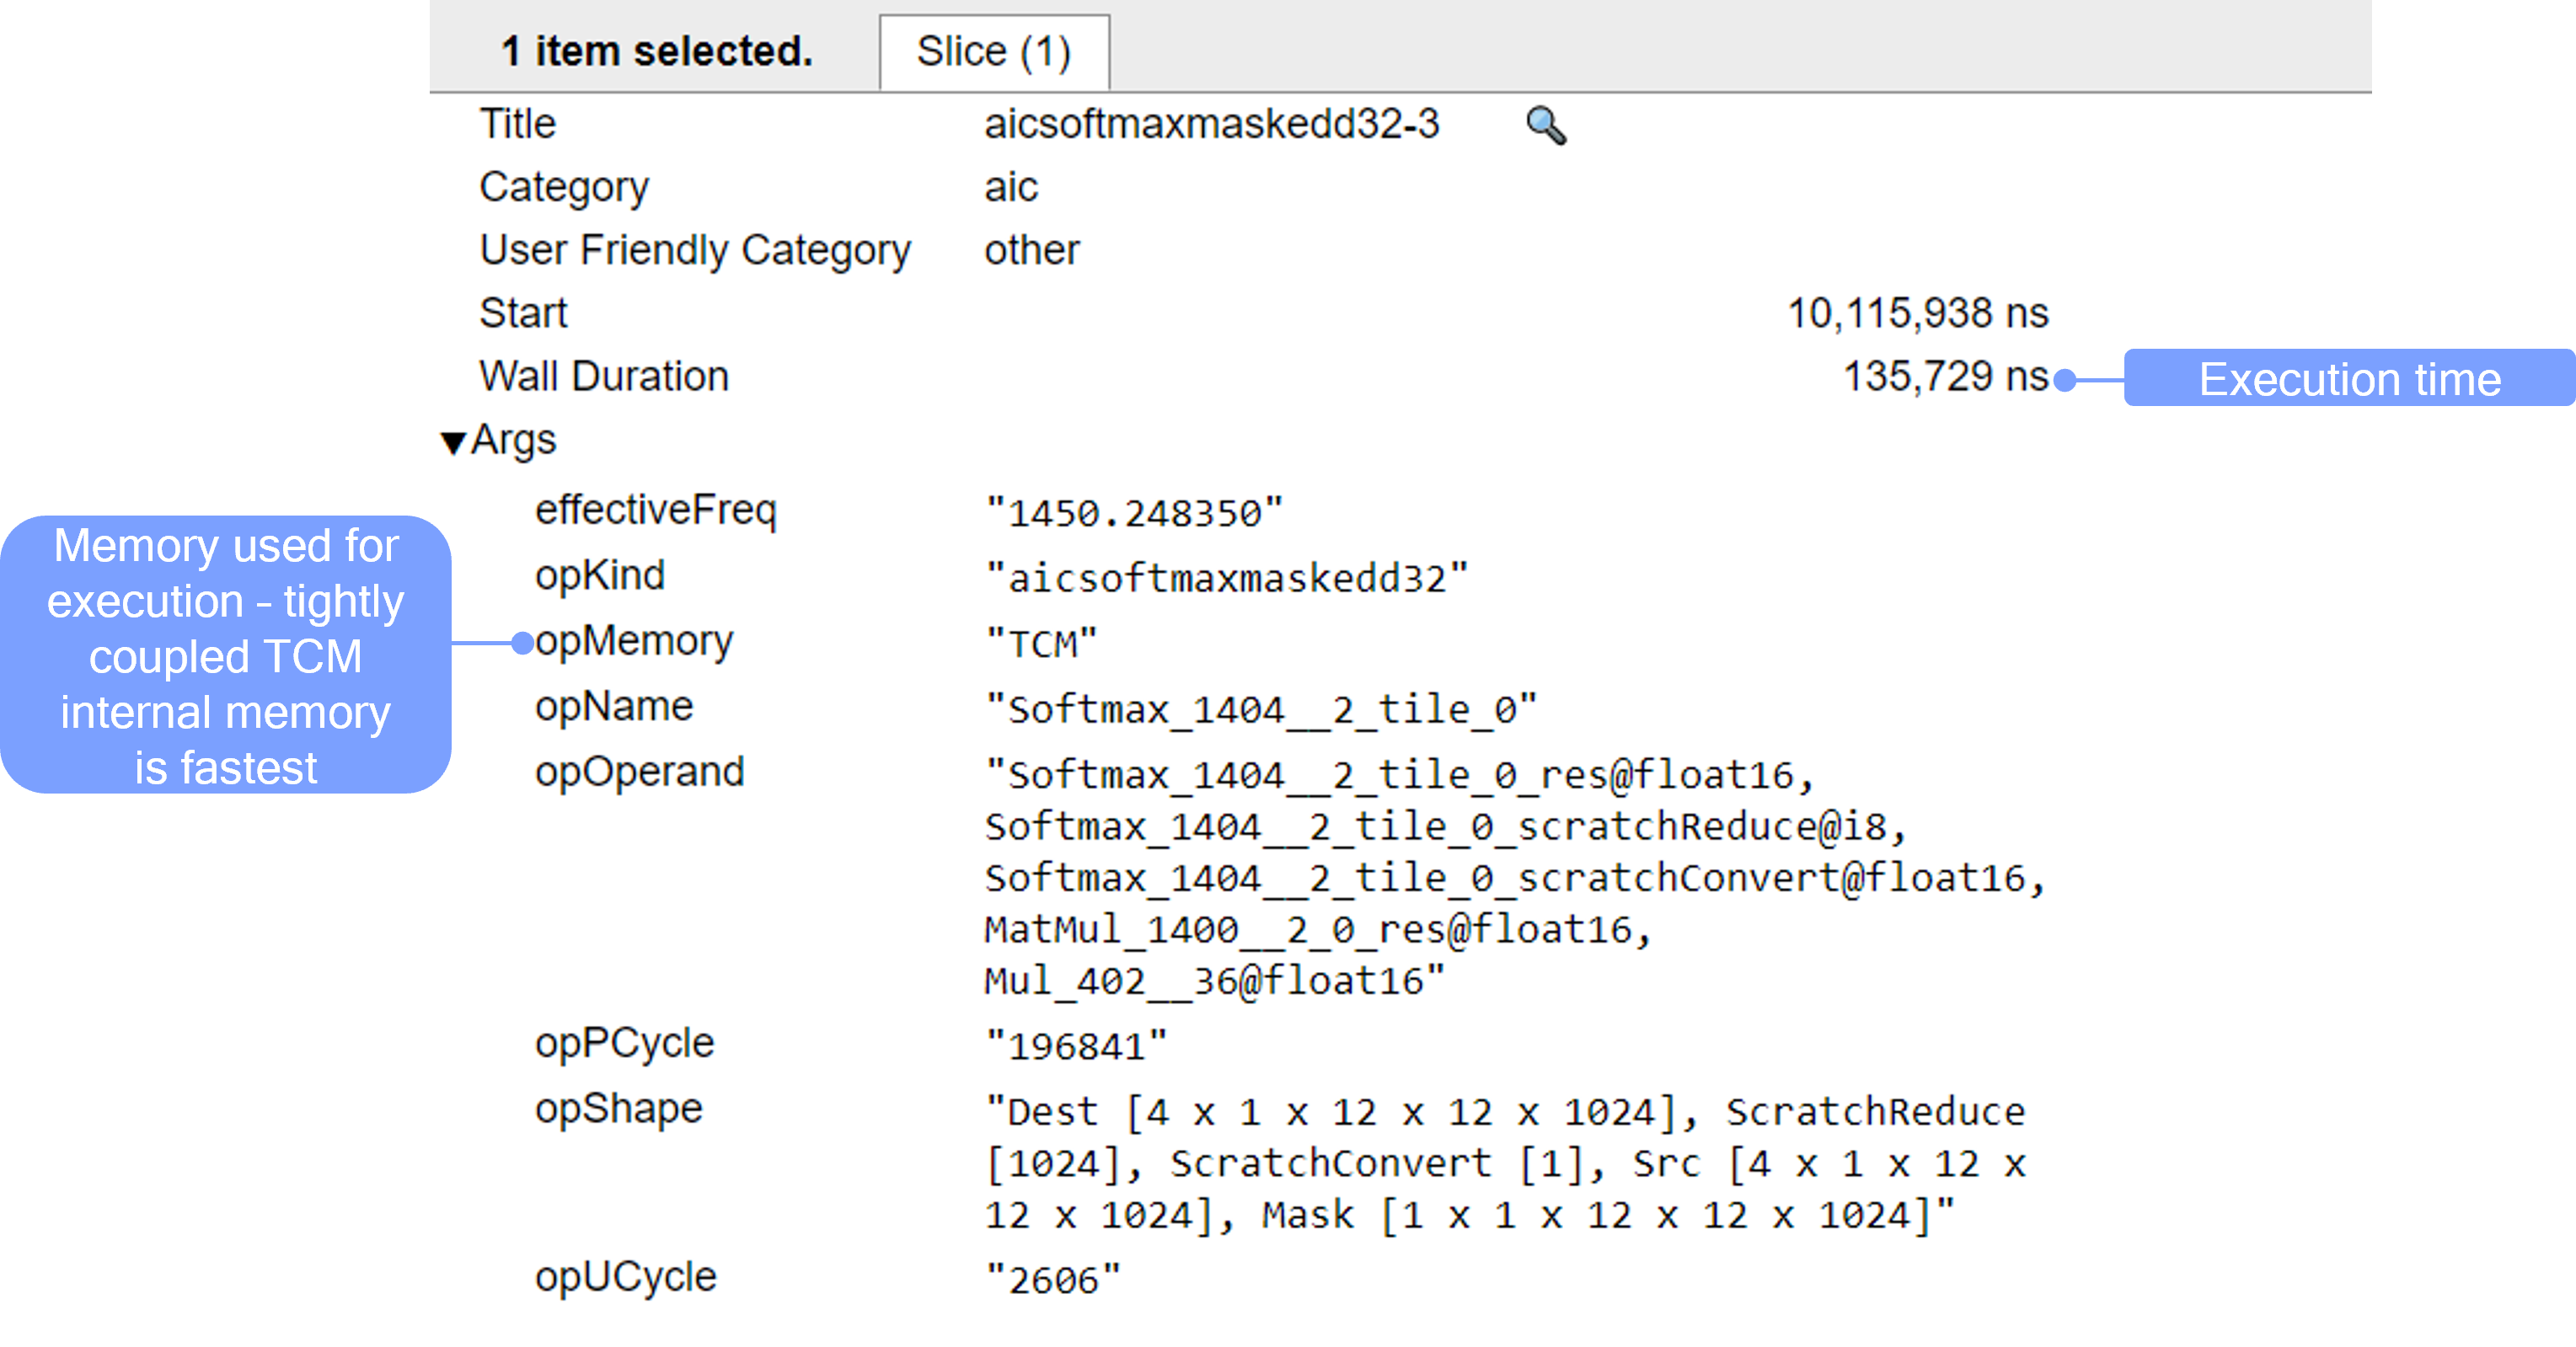 1 item selected. Slice (1)
Title aicsoftmaxmaskedd32-3
Category aic
User Friendly Category other
Start 10,115,938 ns
Wall Duration 135,729 ns
Execution time
▼Args
effectiveFreq "1450.248350"
opKind "aicsoftmaxmaskedd32"
Memory used for
execution - tightly
coupled TCM
internal memory
is fastest
opMemory "TCM"
opName "Softmax_1404__2_tile_0"
opOperand "Softmax_1404__2_tile_0_res@float16,
Softmax_1404__2_tile_0_scratchReduce@i8,
Softmax_1404__2_tile_0_scratchConvert@float16,
MatMul_1400__2_0_res@float16,
Mul_402__36@float16"
opPCycle "196841"
opShape "Dest [4 x 1 x 12 x 12 x 1024], ScratchReduce
[1024], ScratchConvert [1], Src [4 x 1 x 12 x
12 x 1024], Mask [1 x 1 x 12 x 12 x 1024]"
opUCycle "2606"